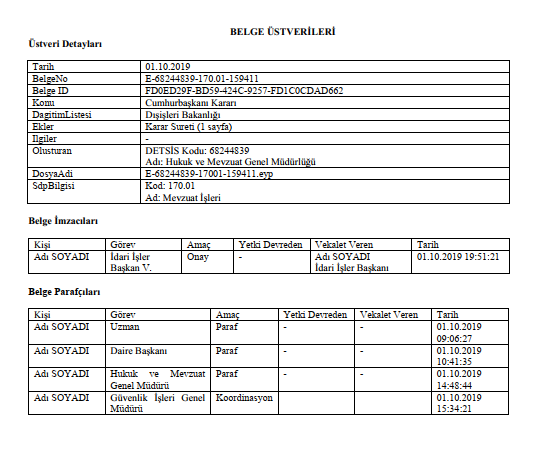 BELGE ÜSTVERİLERİ
Üstveri Detayları
Tarih 01.10.2019
BelgeNo E-68244839-170.01-159411
Belge ID FD0ED29F-BD59-424C-9257-FD1C0CDAD662
Konu Cumhurbaşkanı Kararı
DagitimListesi Dışişleri Bakanlığı
Ekler Karar Sureti (1 sayfa)
Ilgiler -
Olusturan DETSİS Kodu: 68244839
Adı: Hukuk ve Mevzuat Genel Müdürlüğü
DosyaAdi E-68244839-17001-159411.eyp
SdpBilgisi Kod: 170.01
Ad: Mevzuat İşleri
Belge İmzacıları
Kişi Görev Amaç Yetki Devreden Vekalet Veren Tarih
Adı SOYADI İdari İşler Onay - Adı SOYADI 01.10.2019 19:51:21
Başkan V. İdari İşler Başkanı
Belge Parafçıları
Kişi Görev Amaç Yetki Devreden Vekalet Veren Tarih
Adı SOYADI Uzman Paraf - - 01.10.2019
09:06:27
Adı SOYADI Daire Başkanı Paraf - - 01.10.2019
10:41:35
Adı SOYADI Hukuk ve Mevzuat Paraf - - 01.10.2019
Genel Müdürü 14:48:44
Adı SOYADI Güvenlik İşleri Genel Koordinasyon 01.10.2019
Müdürü 15:34:21